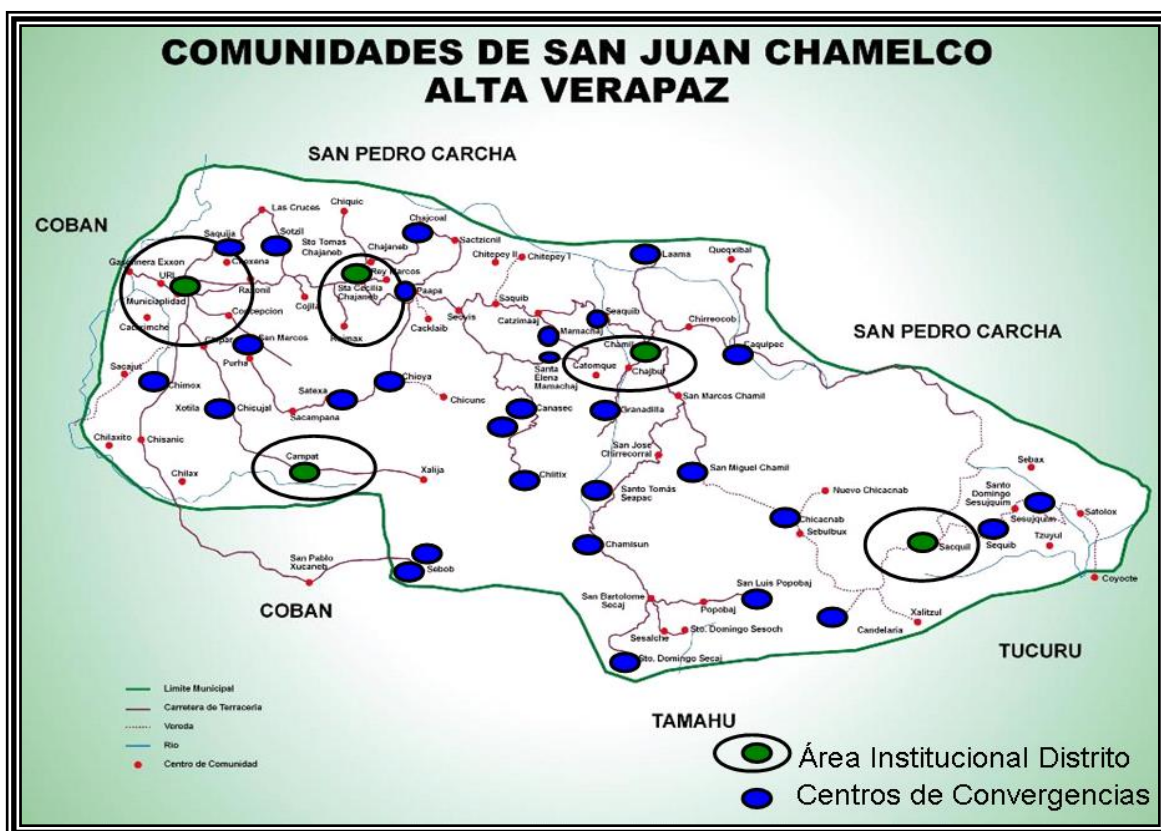 COMUNIDADES DE SAN JUAN CHAMELCO
ALTA VERAPAZ
SAN PEDRO CARCHA
COBAN
Las Cruces
Chiquic
Saquija
Sotzil
Sto Tomas
Chajaneb
Chajcoal
Chajaneb
Sactzicnil
Chitepey II
Chitepey I
Laama
Quoqxibal
Gasolinera Exxon
URL
Municiaplidad
Razonil
Cojila
Rey Marcos
Sta Cecilia
Chajaneb
Paapa
Concepcion
San Marcos
Purha
Sacajut
Chimox
Cacklaib
Seovis
Saquib
Catzimaaj
Mamachaj
Seaquib
Chamil
Catomque
Chajbul
Santa
Elena
Mamachaj
Chirreocob
Caquipec
SAN PEDRO CARCHA
Xotila
Chicujal
Satexa
Sacampana
Chioya
Chicunc
Canasec
Granadilla
San Marcos Chamil
Chilaxito
Chisanic
Chilax
Campat
Xalija
Chilitix
San Jose
Chirrecorral
Santo Tomás
Seapac
San Miguel Chamil
Nuevo Chicacnab
Chicacnab
Sebulbux
Sebax
Santo
Domingo
Sesujquim
Sesujquim
Satolox
Sequib
Tzuyul
Sacquil
Coyocte
Chamisun
San Pablo
Xucaneb
Sebob
COBAN
San Bartolome
Secaj
San Luis Popobaj
Popobaj
Sesalche
Sto. Domingo Sesoch
Sto. Domingo Secaj
Candelaria
Xalitzul
TUCURU
TAMAHU
Limite Municipal
Carretera de Terraceria
Vereda
Rio
Centro de Comunidad
Área Institucional Distrito
Centros de Convergencias